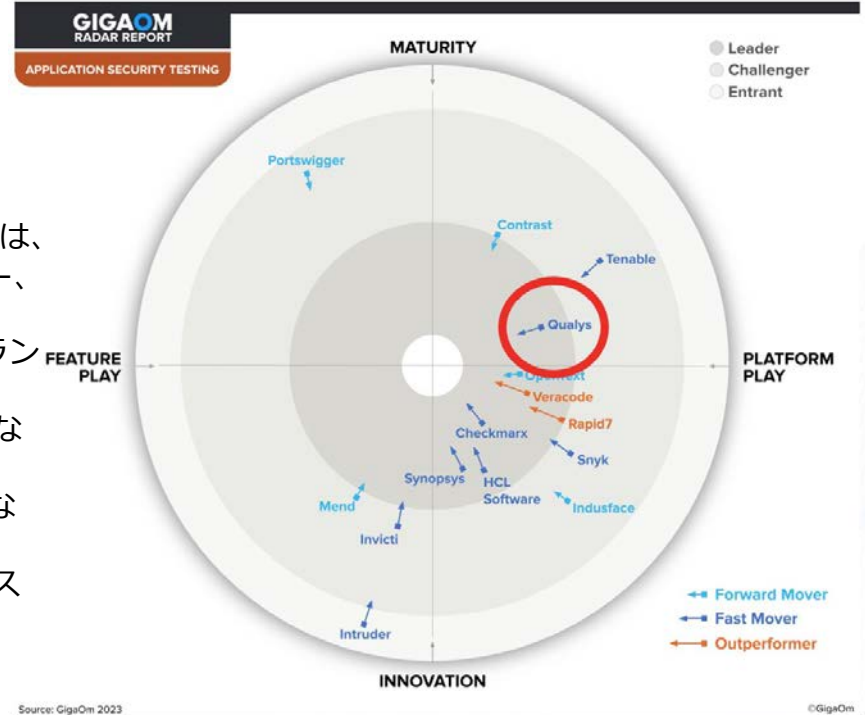 GIGAOM
RADAR REPORT
APPLICATION SECURITY TESTING
MATURITY
Leader
Challenger
Entrant
は、
ー、
ラン
な
な
ス
FEATURE
PLAY
PLATFORM
PLAY
Portswigger
Contrast
Tenable
Qualys
OpenText
Veracode
Rapid7
Checkmarx
Snyk
Synopsys
HCL
Software
Indusface
Mend
Invicti
Intruder
Forward Mover
Fast Mover
Outperformer
INNOVATION
Source: GigaOm 2023
©GigaOm